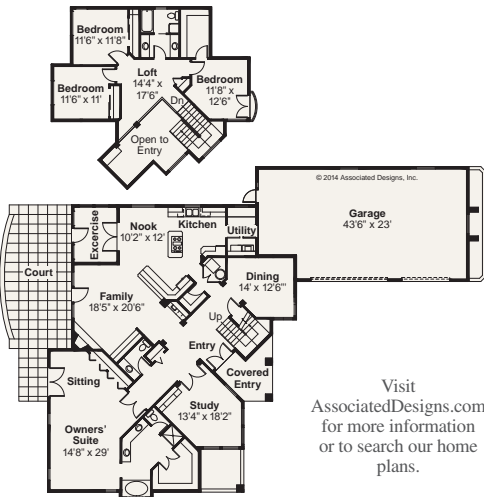 Bedroom
11'6" x 11'8"
Bedroom
11'6" x 11'
Loft
14'4" x
17'6"
Bedroom
11'8" x
12'6"
Dn
Open to
Entry
© 2014 Associated Designs, Inc.
Garage
43'6" x 23'
Excercise
Nook
10'2" x 12'
Kitchen
Utility
Court
Dining
14' x 12'6"'
Family
18'5" x 20'6"
Up
Entry
Covered
Entry
Sitting
Study
13'4" x 18'2"
Owners'
Suite
14'8" x 29'
Visit
AssociatedDesigns.com
for more information
or to search our home
plans.